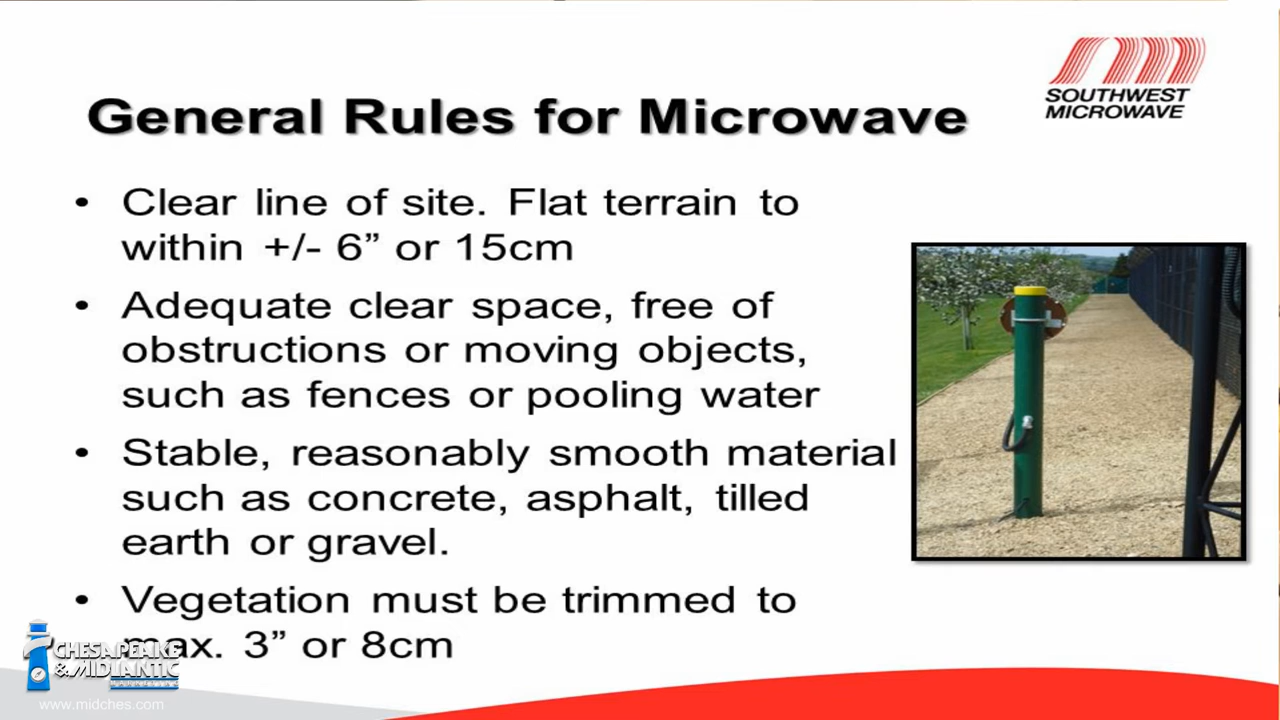 General Rules for Microwave
SOUTHWEST
MICROWAVE
• Clear line of site. Flat terrain to
within +/- 6” or 15cm
• Adequate clear space, free of
obstructions or moving objects,
such as fences or pooling water
• Stable, reasonably smooth material
such as concrete, asphalt, tilled
earth or gravel.
• Vegetation must be trimmed to
max. 3” or 8cm
CHESAPEAKE
& MIDLANTIC
www.midches.com